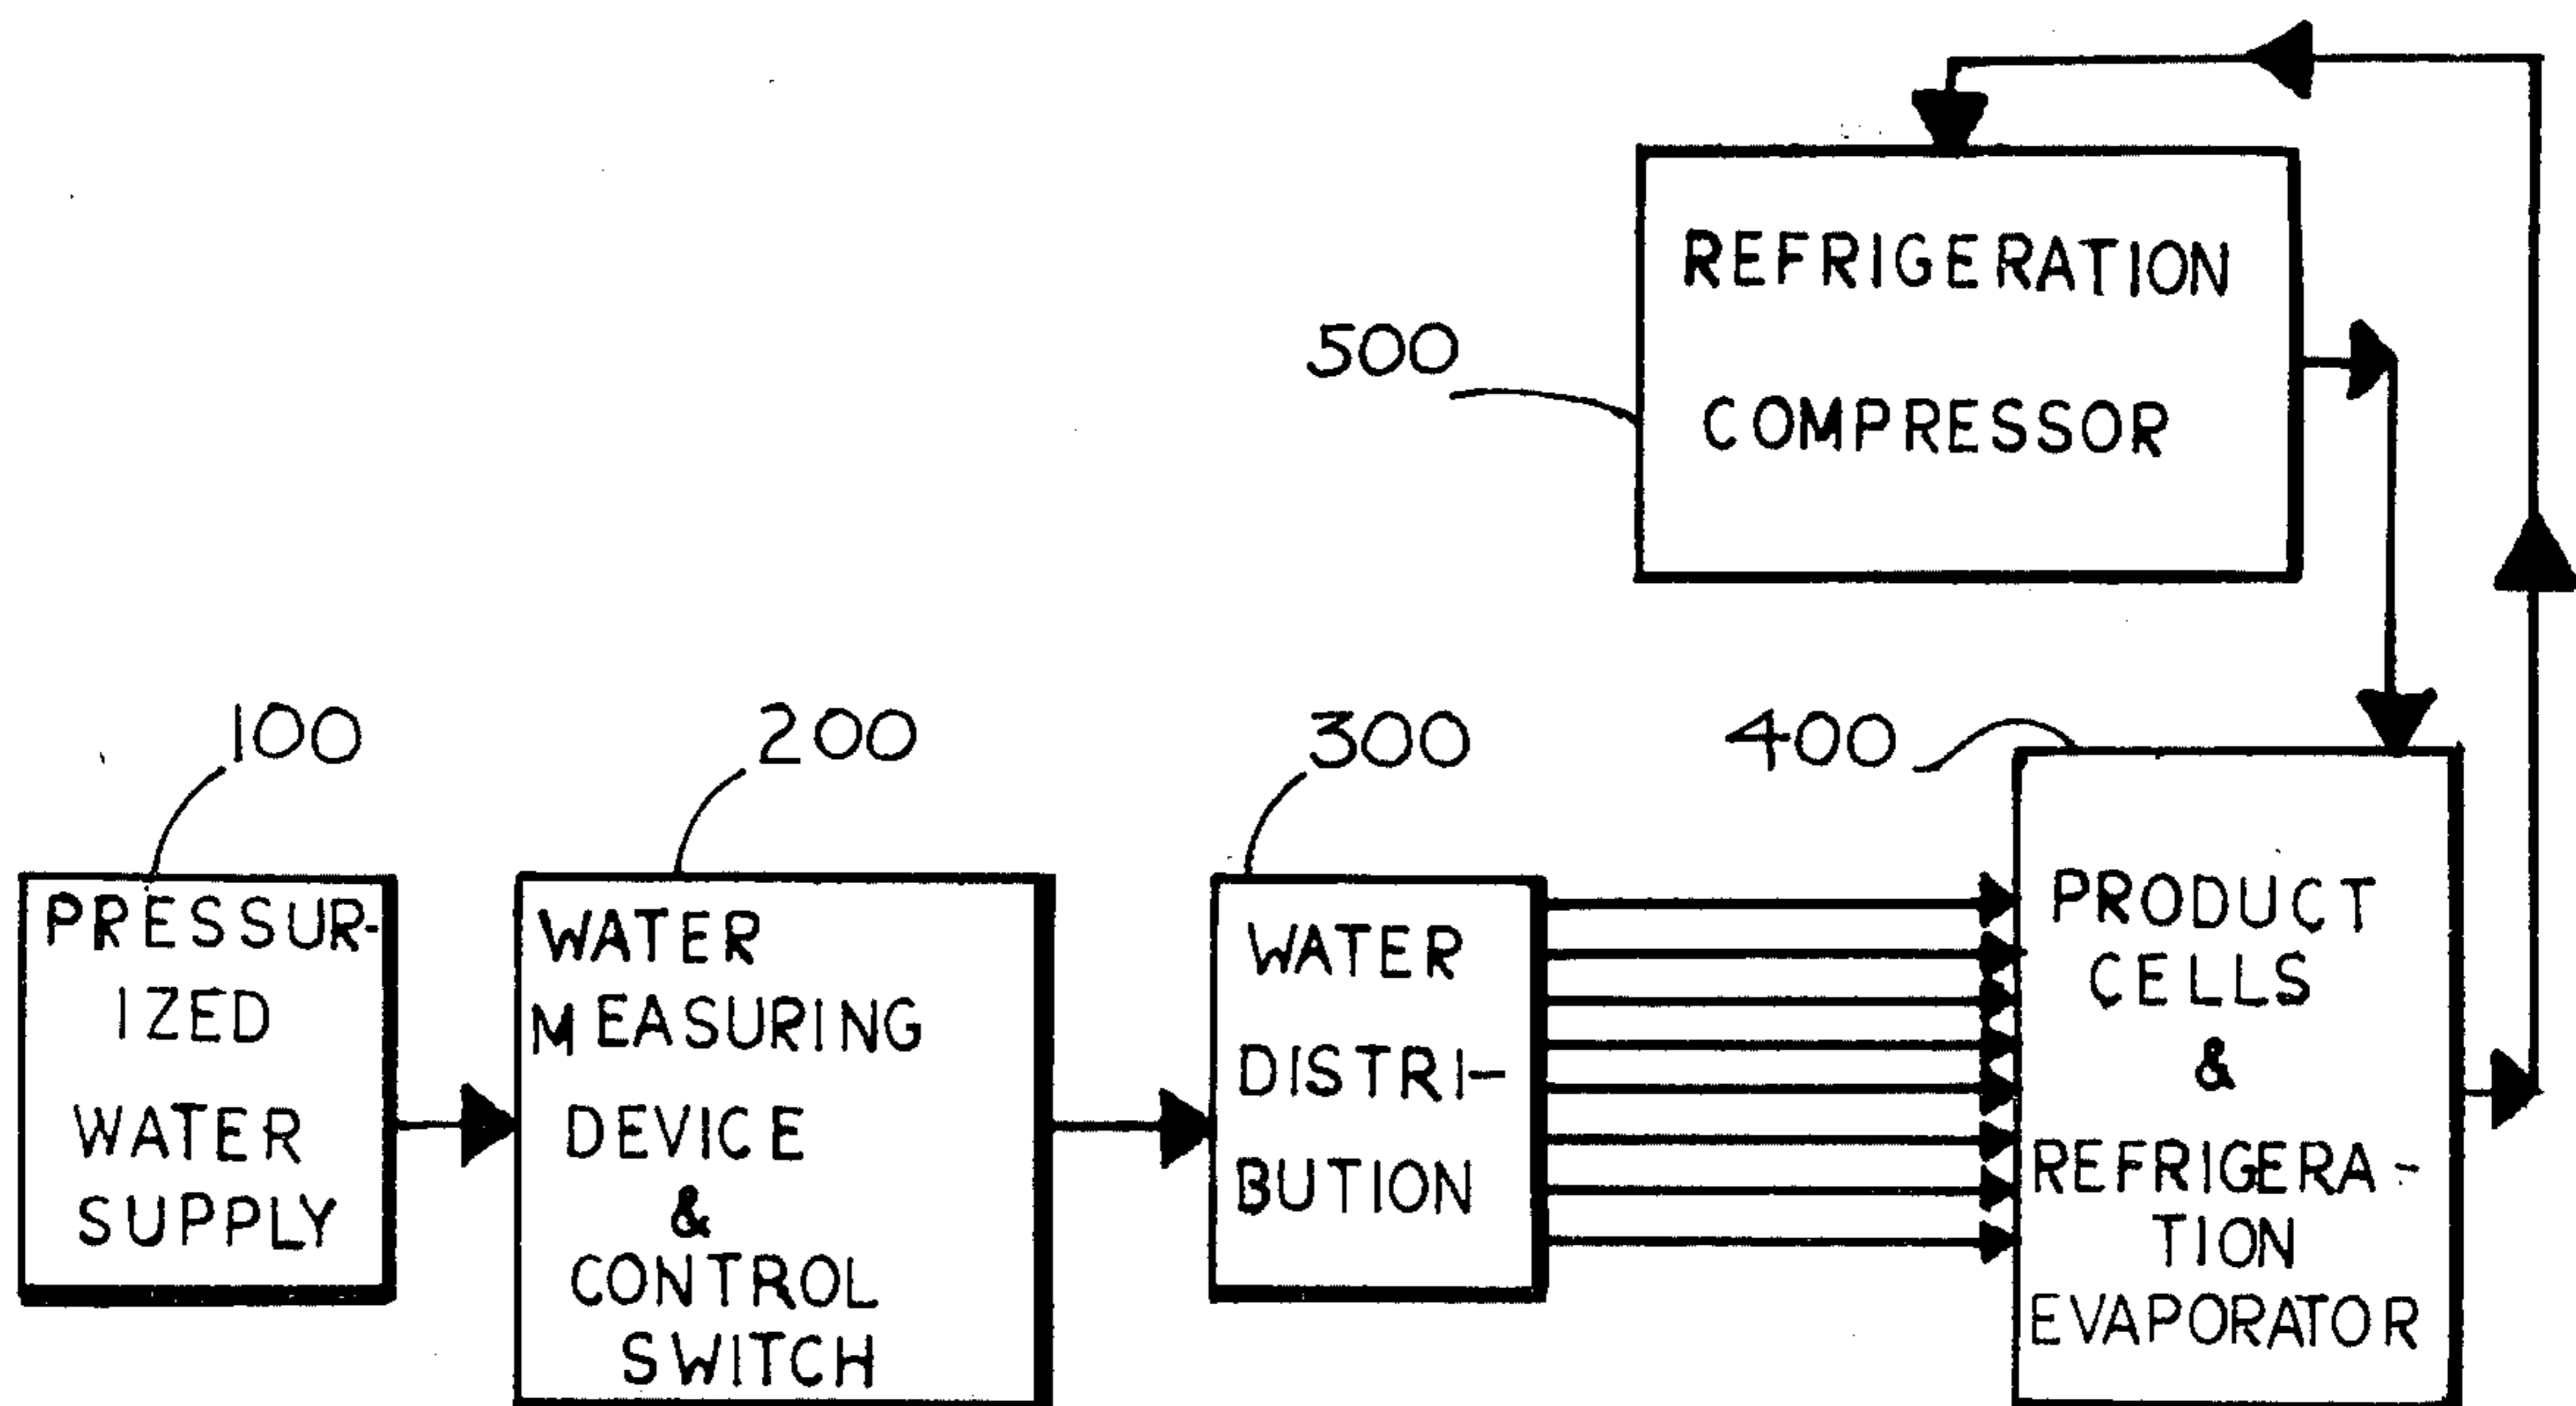 REFRIGERATION
COMPRESSOR
500
100
200
300
400
PRESSUR-
IZED
WATER
SUPPLY
WATER
MEASURING
DEVICE
&
CONTROL
SWITCH
WATER
DISTRI-
BUTION
PRODUCT
CELLS
&
REFRIGERA-
TION
EVAPORATOR